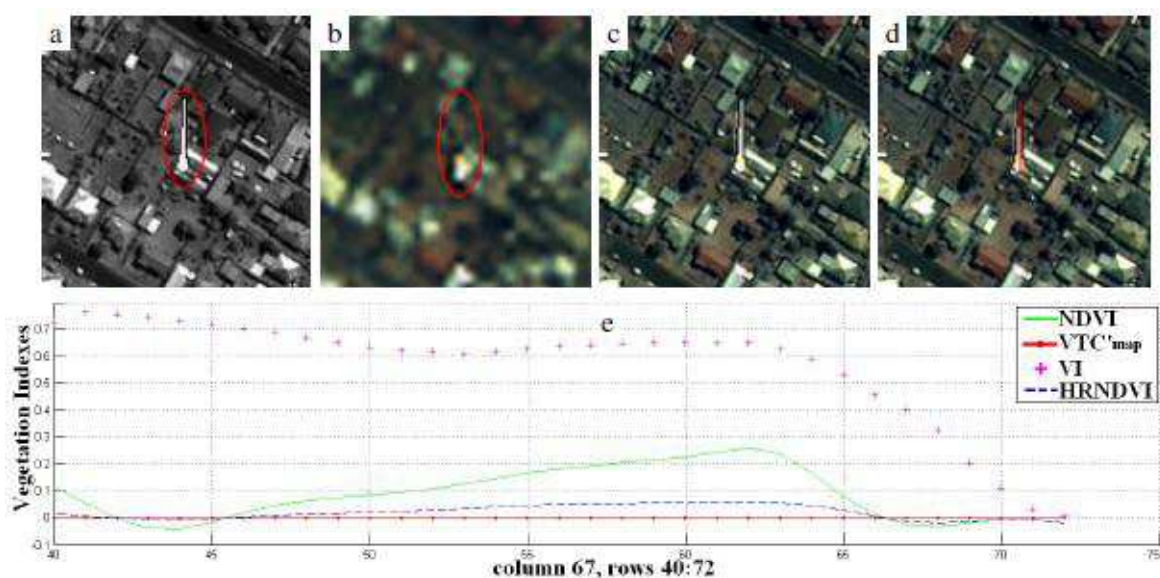 a b c d
e
NDVI
VTC"map
VI
HRNDVI
Vegetation Indexes
0.7
0.6
0.5
0.4
0.3
0.2
0.1
0
-0.1
40 45 50 55 60 65 70 75
column 67, rows 40:72